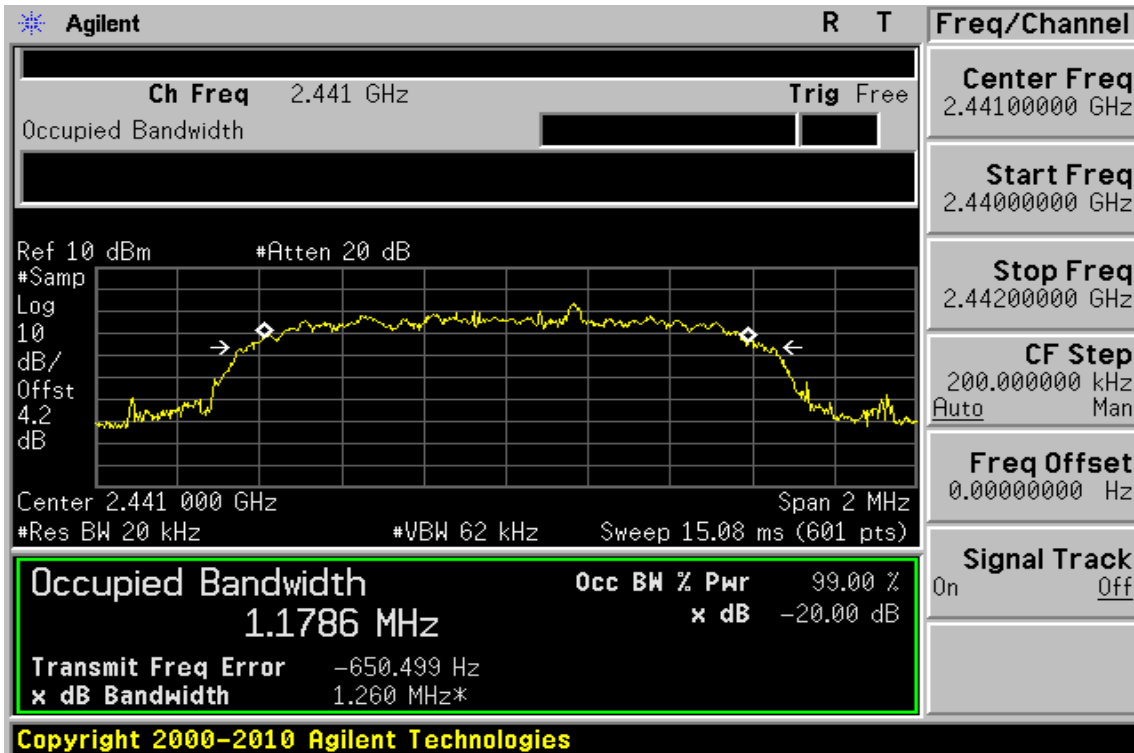 Agilent R T Freq/Channel
Ch Freq 2.441 GHz Trig Free
Occupied Bandwidth
Center Freq
2.44100000 GHz
Start Freq
2.44000000 GHz
Stop Freq
2.44200000 GHz
CF Step
200.000000 kHz
Auto Man
Freq Offset
0.00000000 Hz
Signal Track
On Off
Ref 10 dBm #Atten 20 dB
#Samp
Log
10
dB/
Offst
4.2
dB
Center 2.441 000 GHz Span 2 MHz
#Res BW 20 kHz #VBW 62 kHz Sweep 15.08 ms (601 pts)
Occupied Bandwidth Occ BW % Pwr 99.00 %
1.1786 MHz x dB -20.00 dB
Transmit Freq Error -650.499 Hz
x dB Bandwidth 1.260 MHz*
Copyright 2000-2010 Agilent Technologies